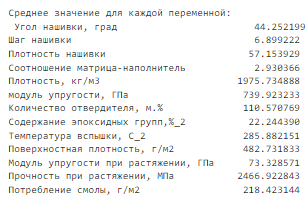 Среднее значение для каждой переменной:
Угол нашивки, град 44.252199
Шаг нашивки 6.899222
Плотность нашивки 57.153929
Соотношение матрица-наполнитель 2.930366
Плотность, кг/м3 1975.734888
модуль упругости, ГПа 739.923233
Количество отвердителя, м.% 110.570769
Содержание эпоксидных групп,%_2 22.244390
Температура вспышки, С_2 285.882151
Поверхностная плотность, г/м2 482.731833
Модуль упругости при растяжении, ГПа 73.328571
Прочность при растяжении, МПа 2466.922843
Потребление смолы, г/м2 218.423144